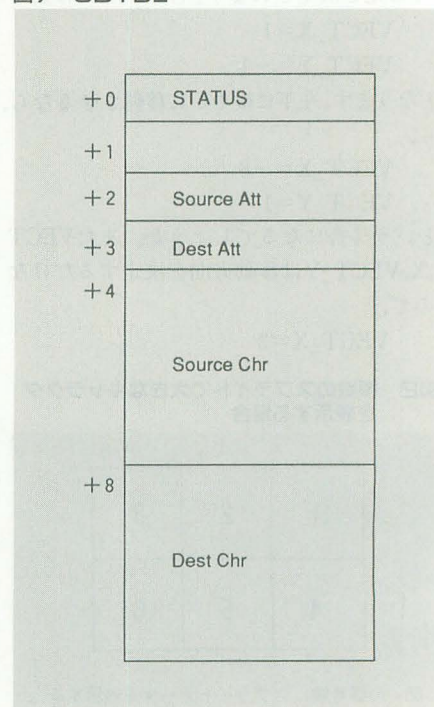 +0 STATUS
+1
+2 Source Att
+3 Dest Att
+4
Source Chr
+8
Dest Chr